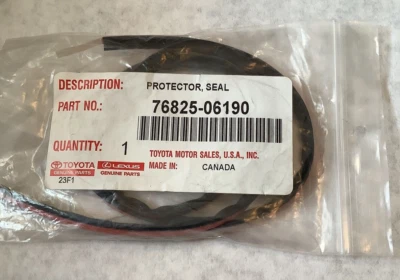 DESCRIPTION: PROTECTOR, SEAL
PART NO.: 76825-06190
QUANTITY: 1 TOYOTA MOTOR SALES, U.S.A., INC.
TOYOTA LEXUS MADE IN: CANADA
GENUINE PARTS GENUINE PARTS
23F1